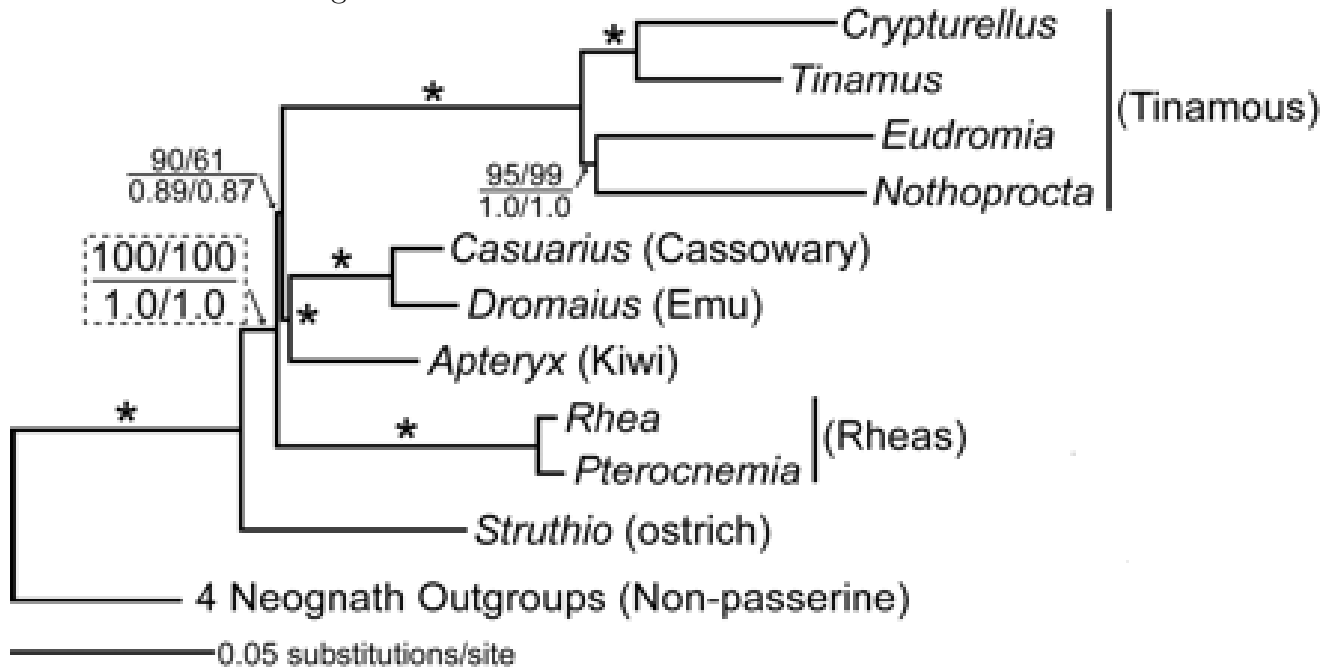 *
Crypturellus
*
Tinamus
(Tinamous)
Eudromia
90/61
0.89/0.87
95/99
1.0/1.0
Nothoprocta
100/100
1.0/1.0
*
Casuarius (Cassowary)
Dromaius (Emu)
*
Apteryx (Kiwi)
*
*
Rhea
(Rheas)
Pterocnemia
Struthio (ostrich)
4 Neognath Outgroups (Non-passerine)
0.05 substitutions/site